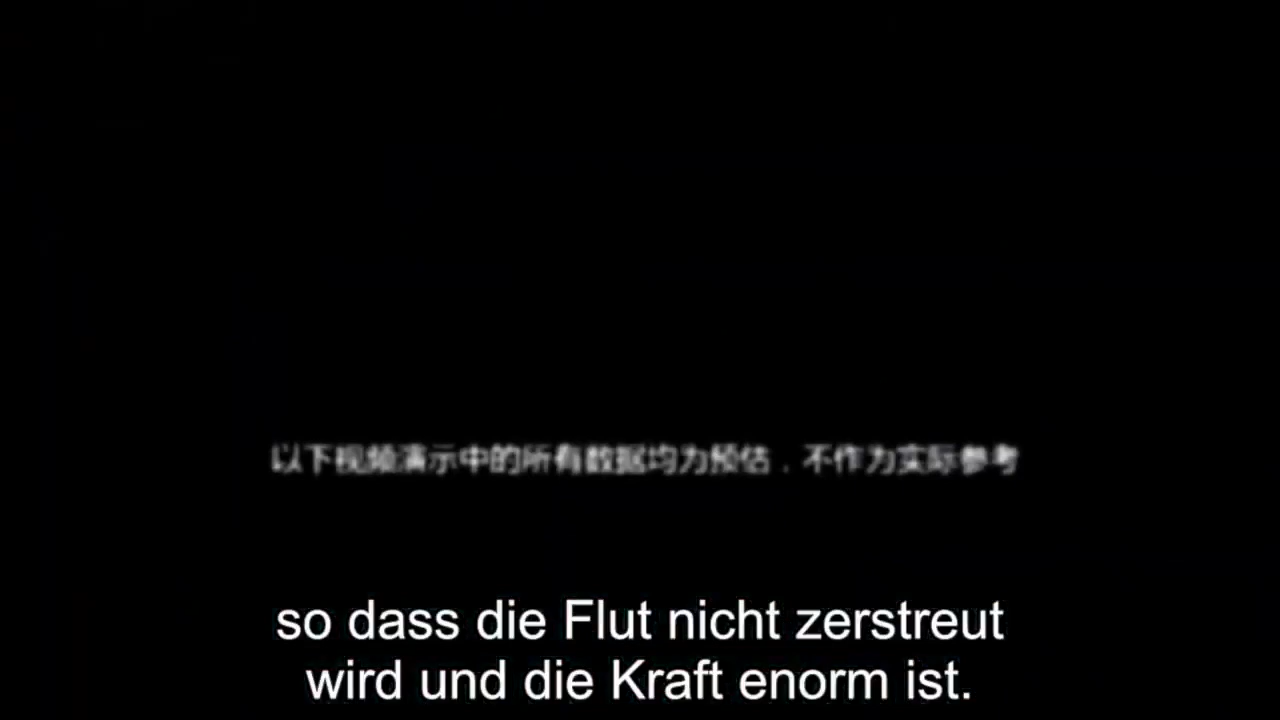 以下视频演示中的所有数据均为预估，不作为实际参考
so dass die Flut nicht zerstreut
wird und die Kraft enorm ist.